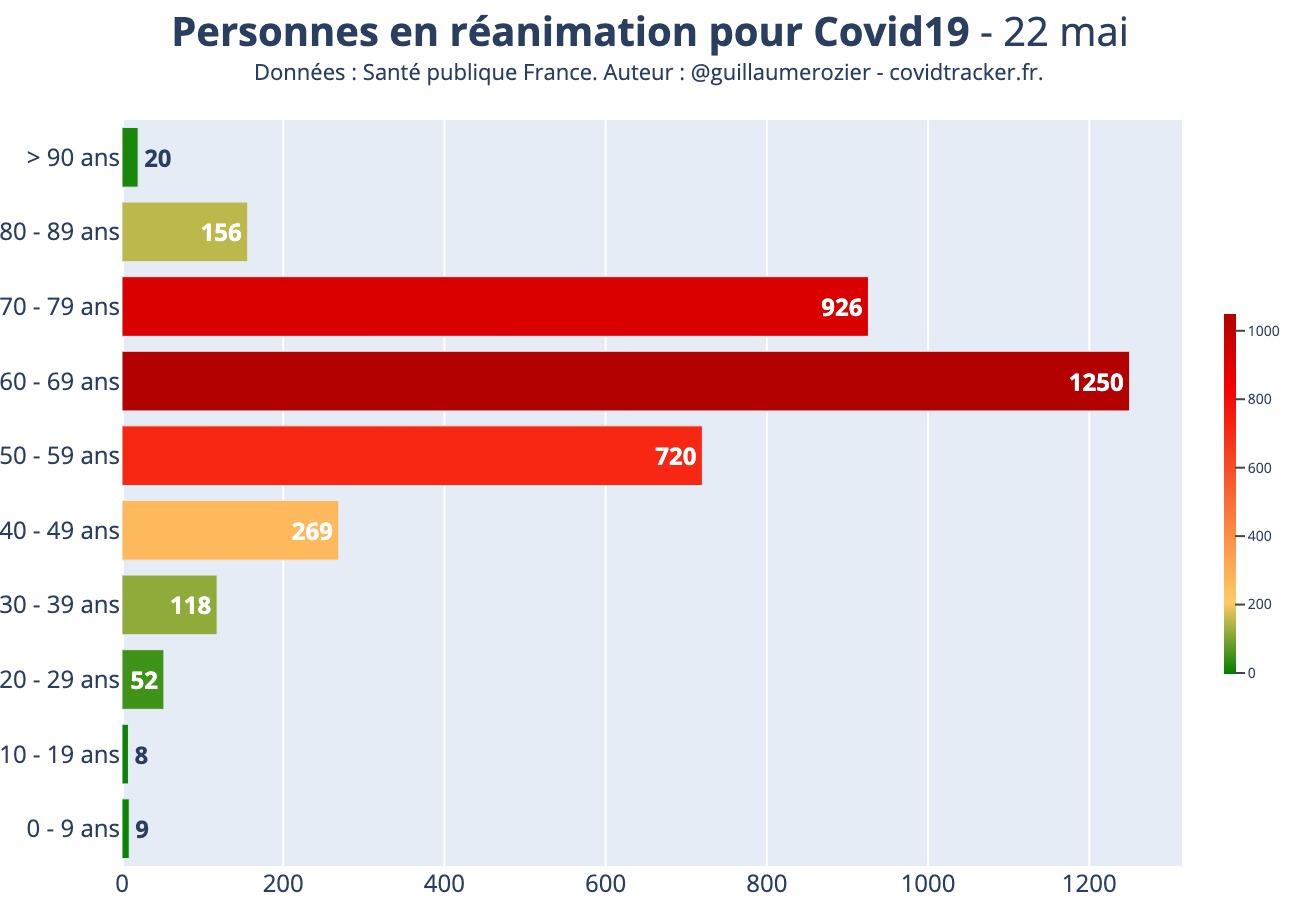 Personnes en réanimation pour Covid19 - 22 mai
Données : Santé publique France. Auteur : @guillaumerozier - covidtracker.fr.
> 90 ans 20
80 - 89 ans 156
70 - 79 ans 926
60 - 69 ans 1250
50 - 59 ans 720
40 - 49 ans 269
30 - 39 ans 118
20 - 29 ans 52
10 - 19 ans 8
0 - 9 ans 9
0 200 400 600 800 1000 1200
1000
800
600
400
200
0